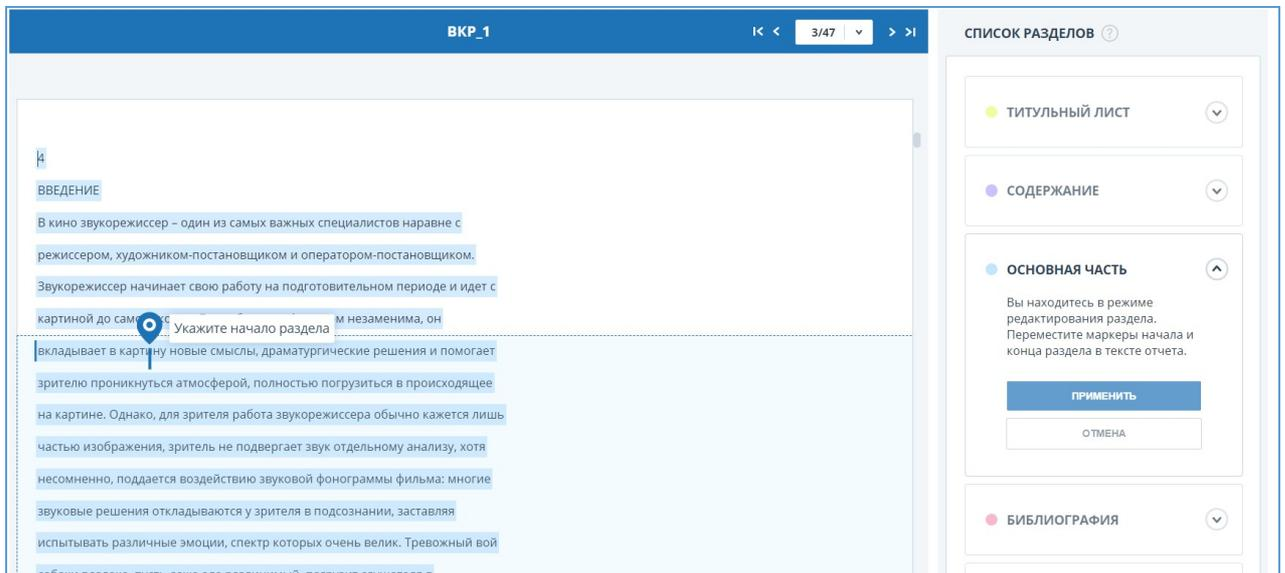 ВКР_1
3/47
4
ВВЕДЕНИЕ
В кино звукорежиссер – один из самых важных специалистов наравне с
режиссером, художником-постановщиком и оператором-постановщиком.
Звукорежиссер начинает свою работу на подготовительном периоде и идет с
картиной до м незаменима, он
Укажите начало раздела
вкладывает в картину новые смыслы, драматургические решения и помогает
зрителю проникнуться атмосферой, полностью погрузиться в происходящее
на картине. Однако, для зрителя работа звукорежиссера обычно кажется лишь
частью изображения, зритель не подвергает звук отдельному анализу, хотя
несомненно, поддается воздействию звуковой фонограммы фильма: многие
звуковые решения откладываются у зрителя в подсознании, заставляя
испытывать различные эмоции, спектр которых очень велик. Тревожный вой
СПИСОК РАЗДЕЛОВ ?
ТИТУЛЬНЫЙ ЛИСТ
СОДЕРЖАНИЕ
ОСНОВНАЯ ЧАСТЬ
Вы находитесь в режиме
редактирования раздела.
Переместите маркеры начала и
конца раздела в тексте отчета.
ПРИМЕНИТЬ
ОТМЕНА
БИБЛИОГРАФИЯ